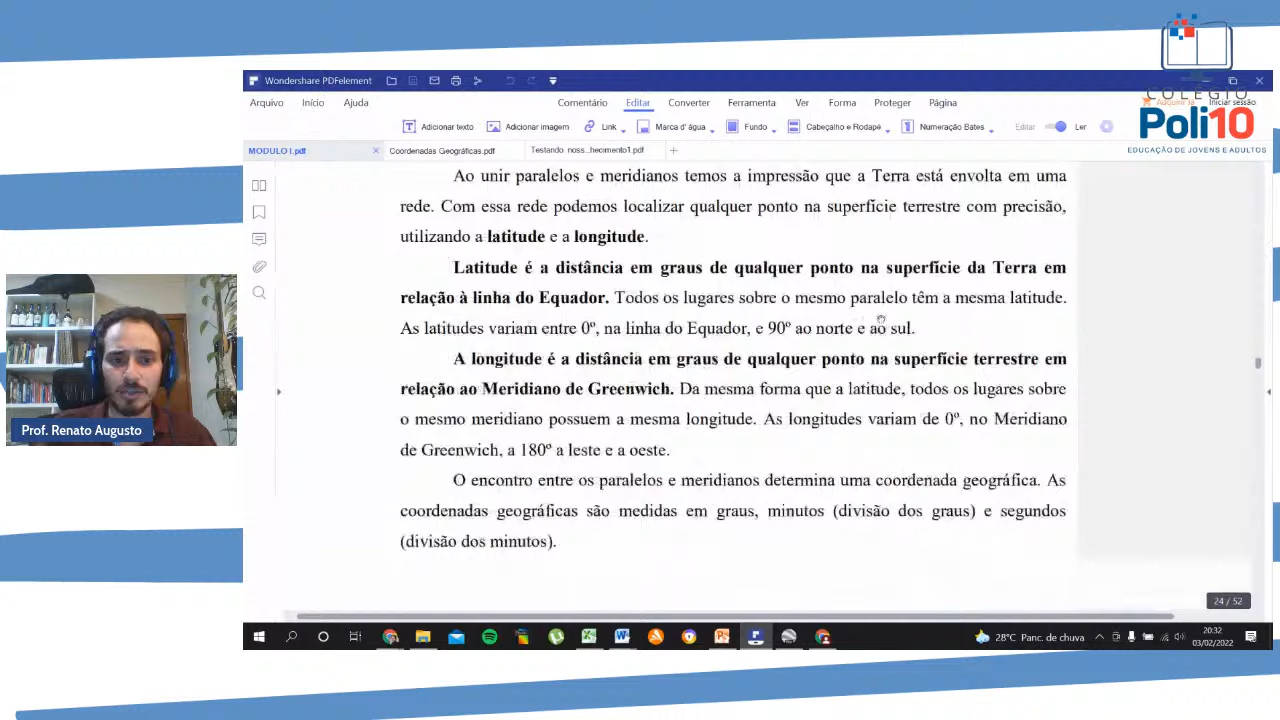 COLÉGIO
Poli10
EDUCAÇÃO DE JOVENS E ADULTOS
Wondershare PDFelement
Arquivo Início Ajuda Comentário Editar Converter Ferramenta Ver Forma Proteger Página Iniciar sessão
Adicionar texto Adicionar imagem Link Marca d' água Fundo Cabeçalho e Rodapé Numeração Bates Editar Ler
MODULO I.pdf Coordenadas Geográficas.pdf Testando noss...hecimento1.pdf
Ao unir paralelos e meridianos temos a impressão que a Terra está envolta em uma
rede. Com essa rede podemos localizar qualquer ponto na superfície terrestre com precisão,
utilizando a latitude e a longitude.
Latitude é a distância em graus de qualquer ponto na superfície da Terra em
relação à linha do Equador. Todos os lugares sobre o mesmo paralelo têm a mesma latitude.
As latitudes variam entre 0º, na linha do Equador, e 90º ao norte e ao sul.
A longitude é a distância em graus de qualquer ponto na superfície terrestre em
relação ao Meridiano de Greenwich. Da mesma forma que a latitude, todos os lugares sobre
o mesmo meridiano possuem a mesma longitude. As longitudes variam de 0º, no Meridiano
de Greenwich, a 180º a leste e a oeste.
O encontro entre os paralelos e meridianos determina uma coordenada geográfica. As
coordenadas geográficas são medidas em graus, minutos (divisão dos graus) e segundos
(divisão dos minutos).
Prof. Renato Augusto
24 / 52
28°C Panc. de chuva
20:32
03/02/2022